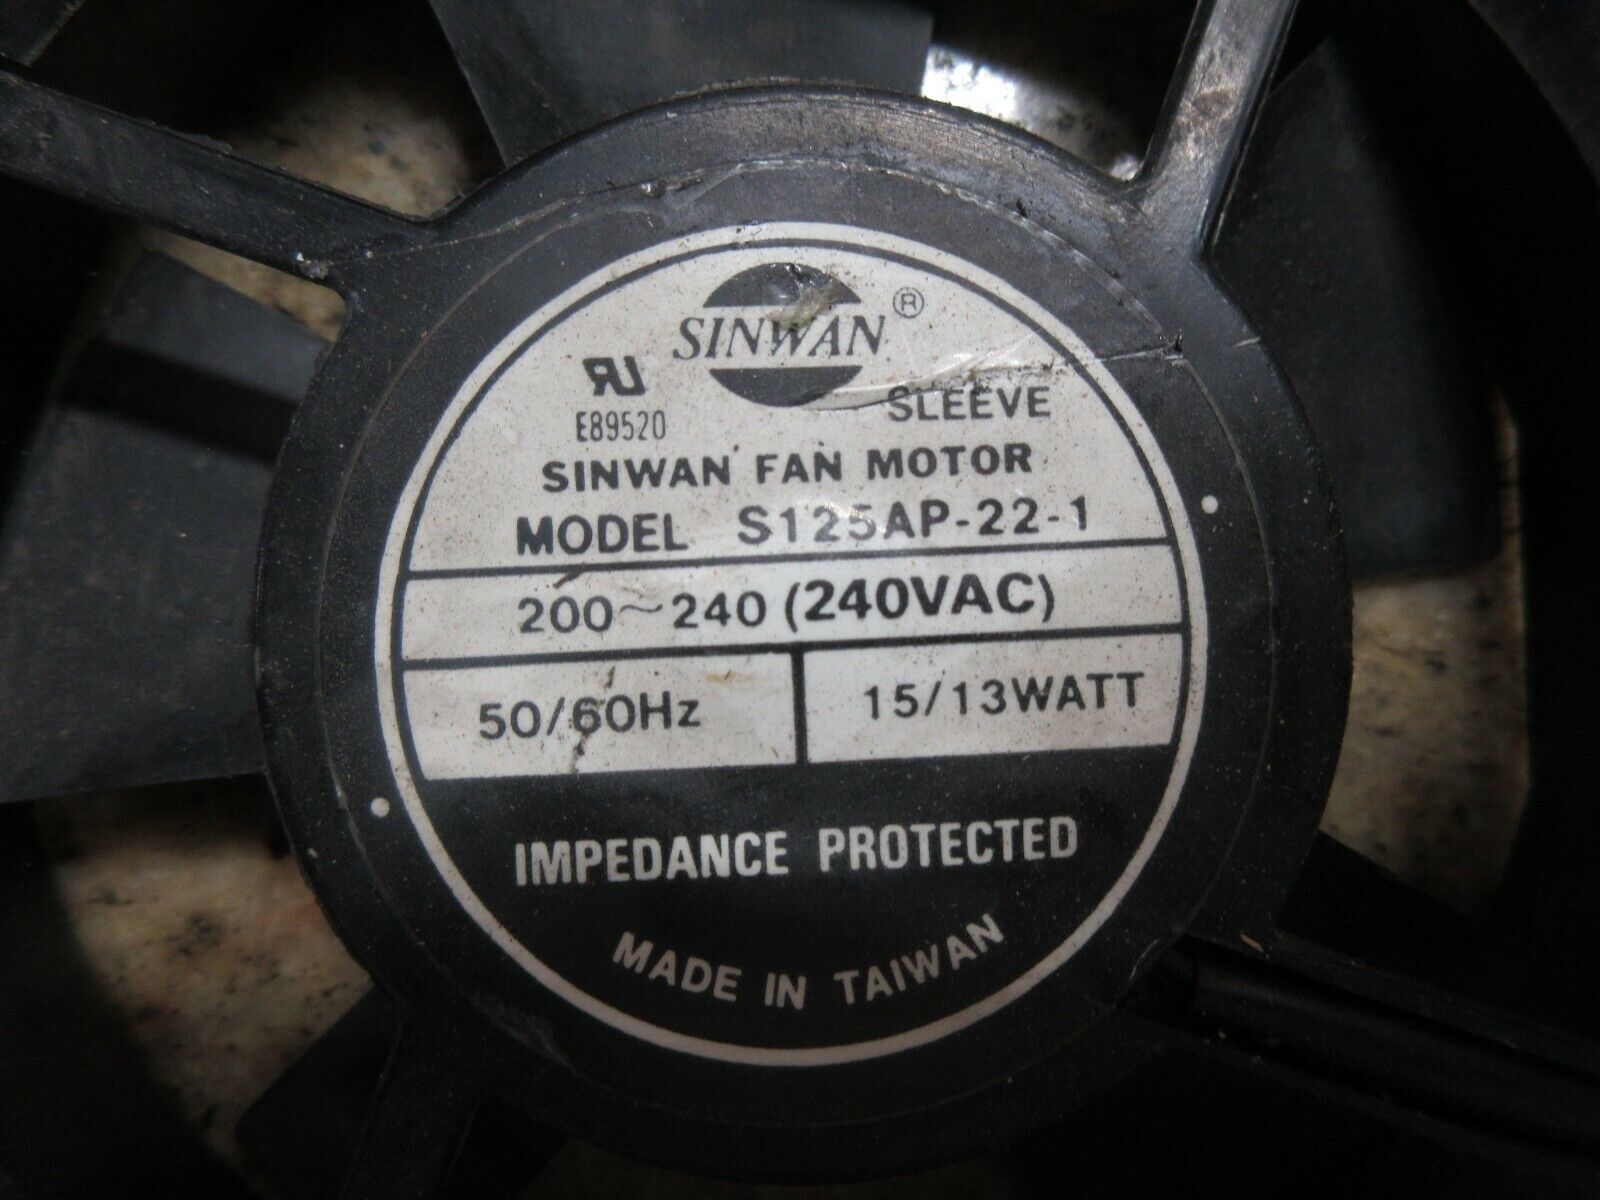 SINWAN ®
RU
E89520
SLEEVE
SINWAN FAN MOTOR
MODEL S125AP-22-1
200~240 (240VAC)
50/60Hz
15/13WATT
IMPEDANCE PROTECTED
MADE IN TAIWAN